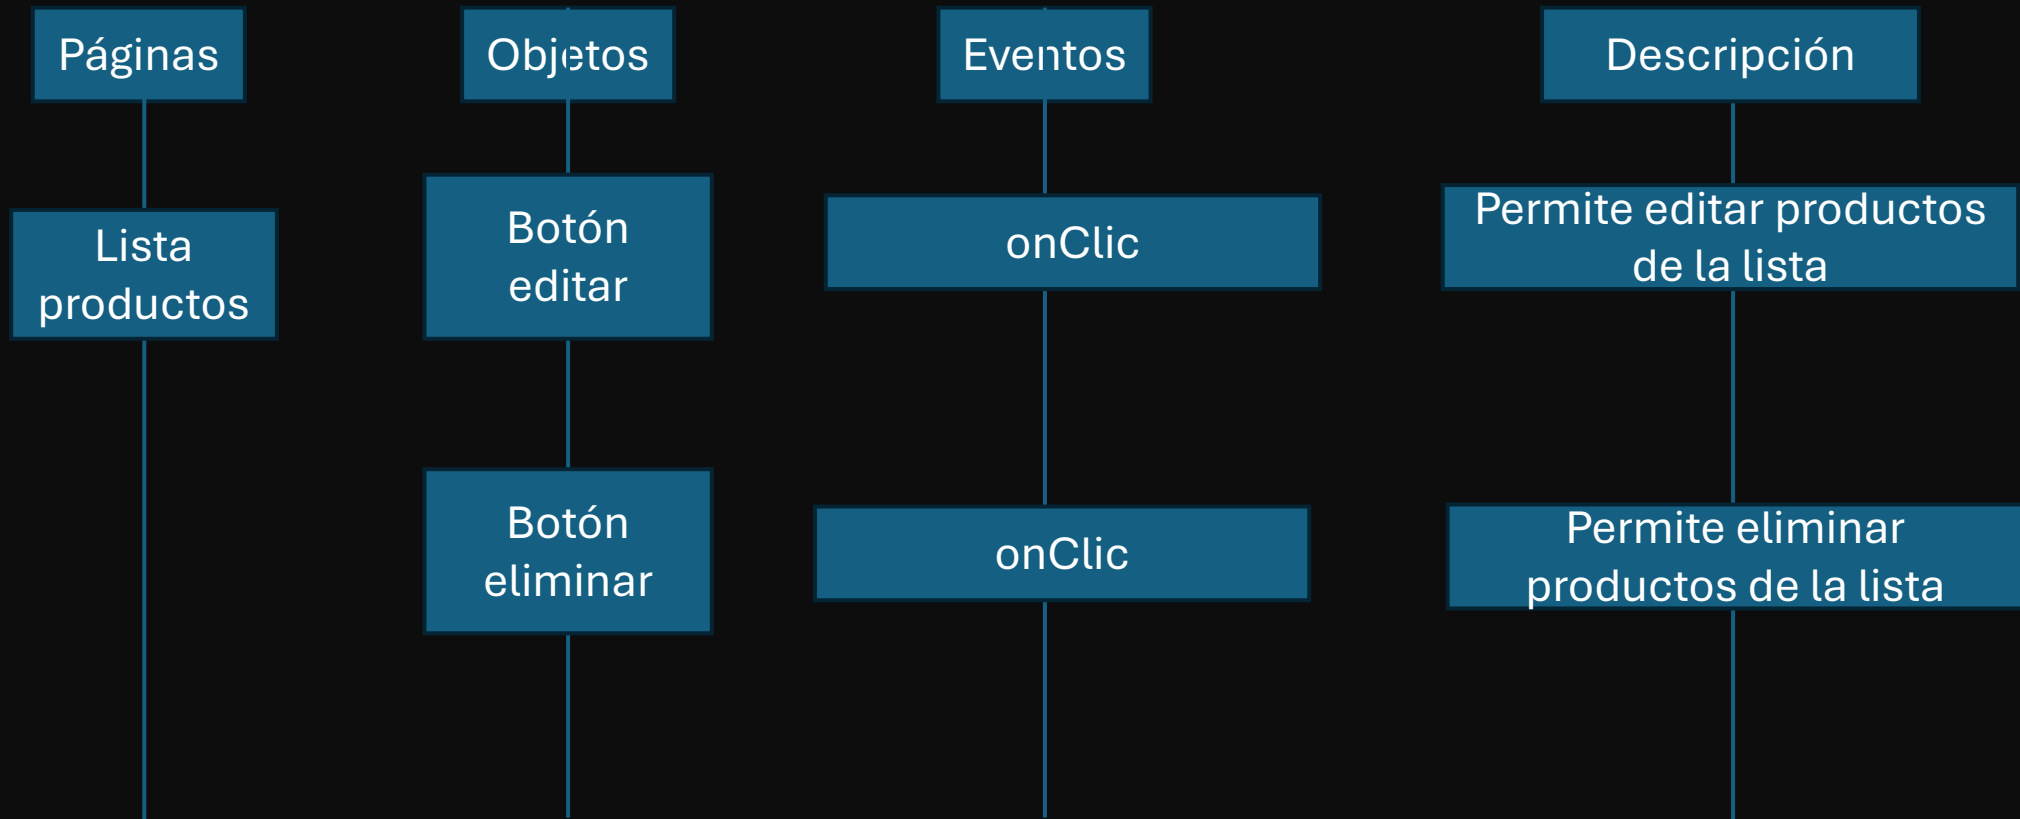 Páginas
Objetos
Eventos
Descripción
Lista
productos
Botón
editar
onClic
Permite editar productos
de la lista
Botón
eliminar
onClic
Permite eliminar
productos de la lista